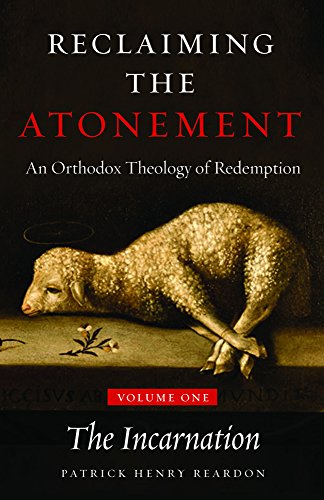 RECLAIMING
THE
ATONEMENT
An Orthodox Theology of Redemption
VOLUME ONE
The Incarnation
PATRICK HENRY REARDON